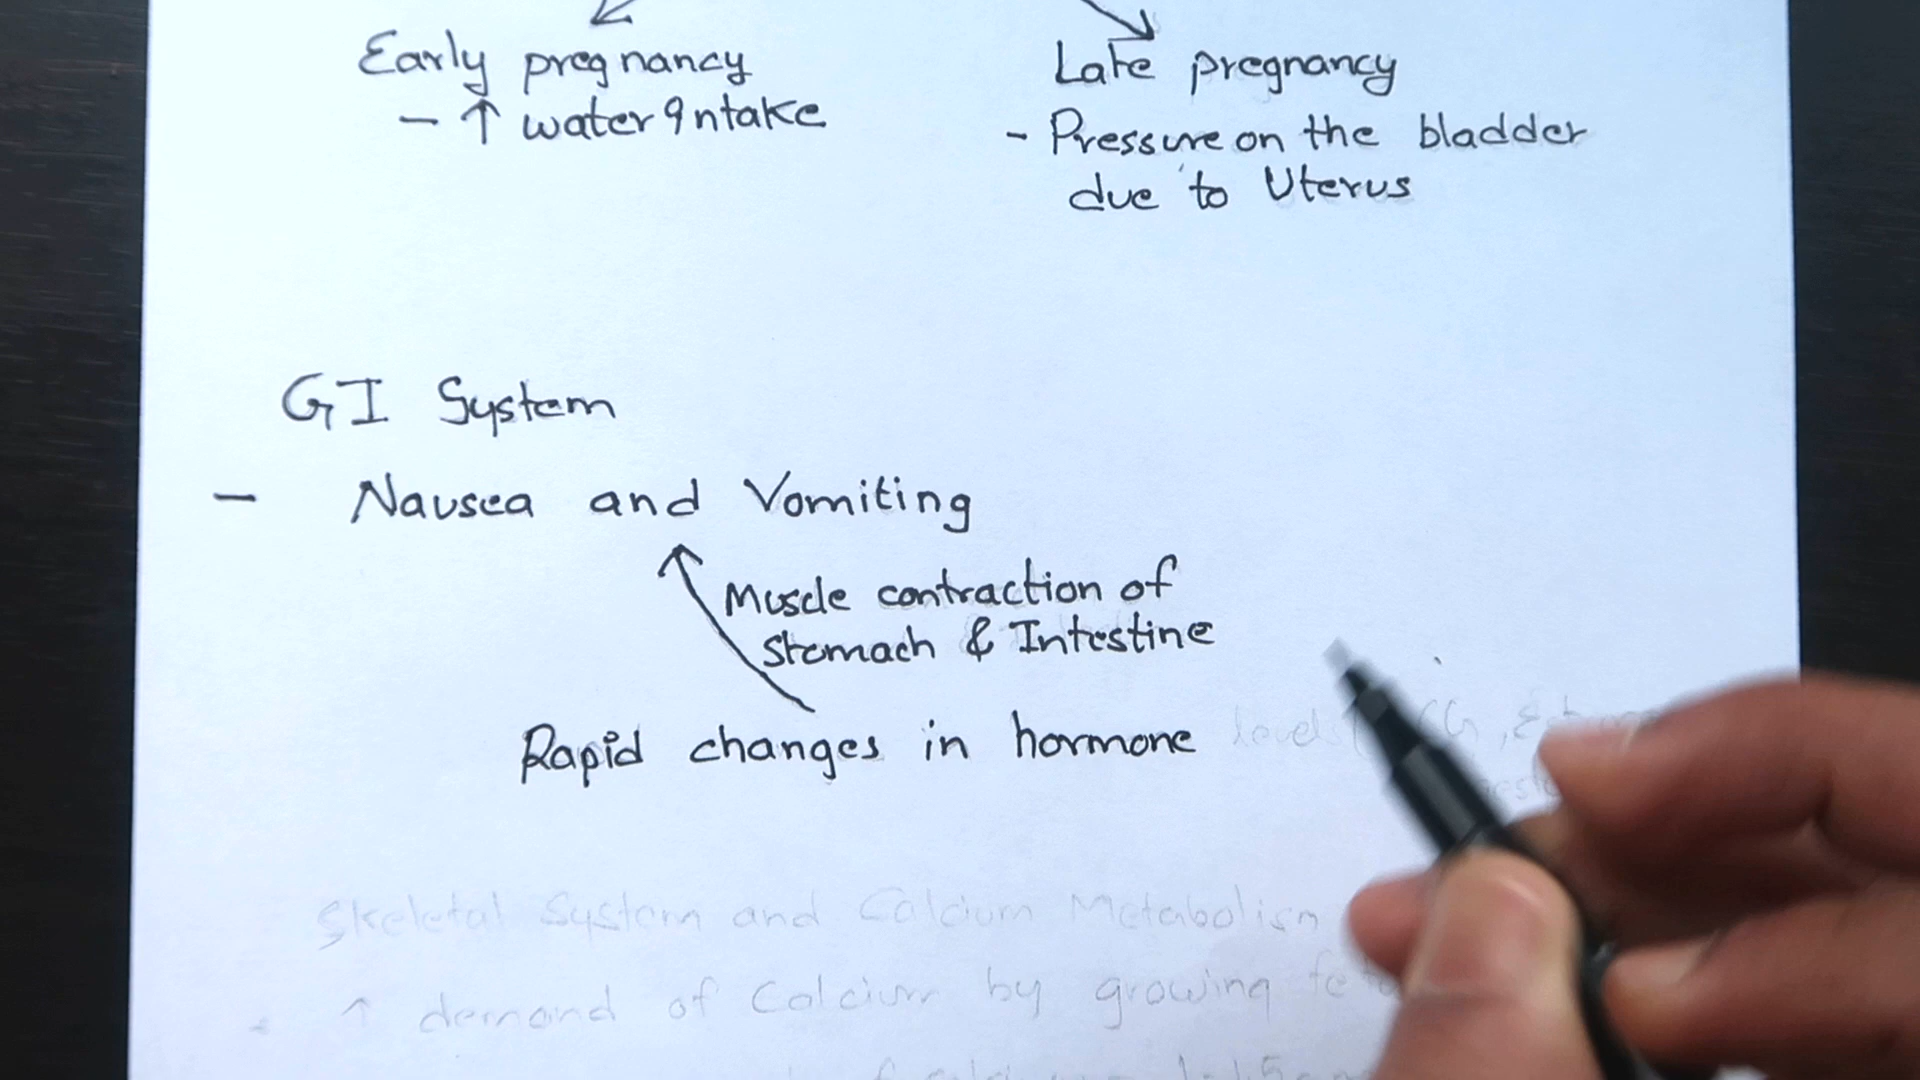 Early pregnancy
- ↑ water intake
Late pregnancy
- Pressure on the bladder
due to Uterus
GI System
- Nausea and Vomiting
Muscle contraction of
Stomach & Intestine
Rapid changes in hormone level
Skeletal System and Calcium Metabolism
- ↑ demand of Calcium by growing